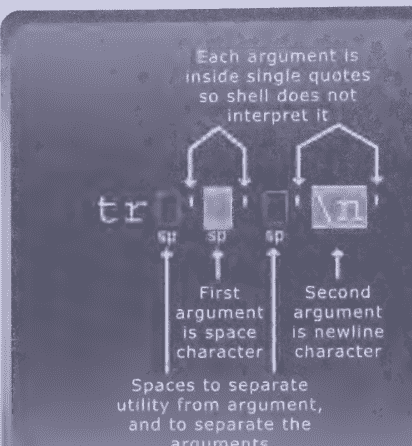 Each argument is
inside single quotes
so shell does not
interpret it
tr ' ' '\n'
sp sp sp
First
argument
is space
character
Second
argument
is newline
character
Spaces to separate
utility from argument,
and to separate the
arguments